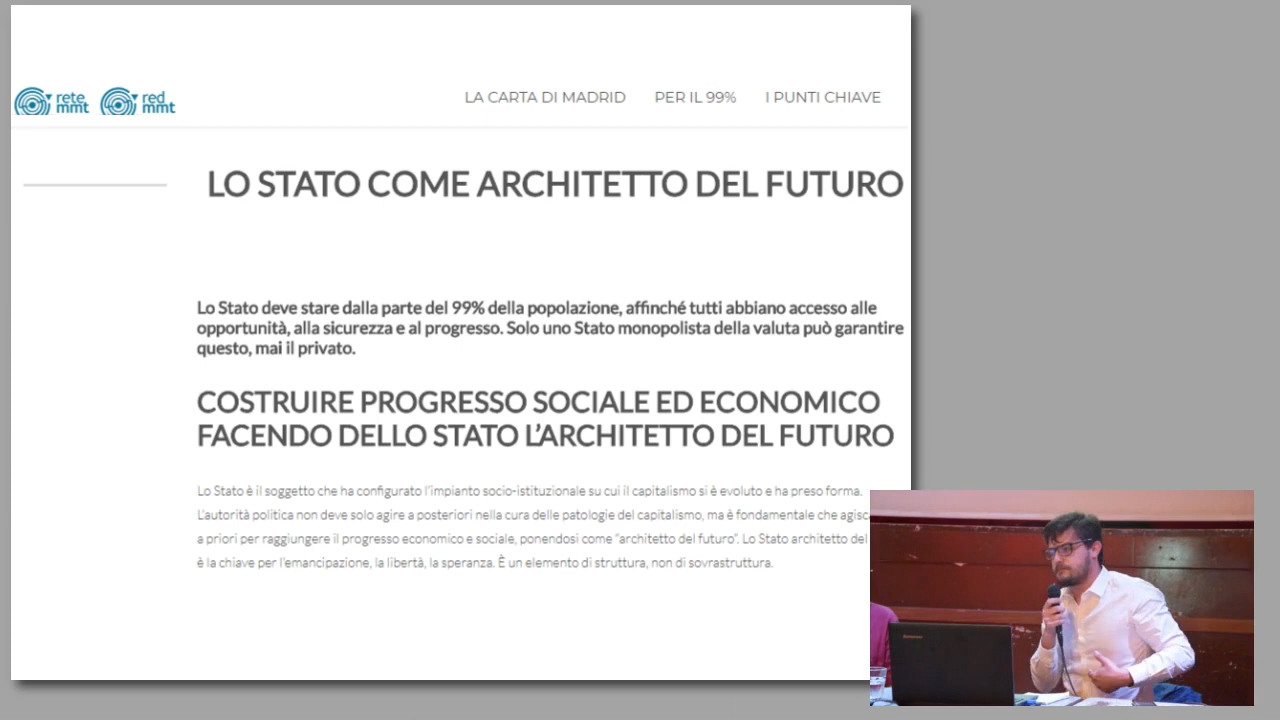 rete mmt red mmt
LA CARTA DI MADRID PER IL 99% I PUNTI CHIAVE
LO STATO COME ARCHITETTO DEL FUTURO
Lo Stato deve stare dalla parte del 99% della popolazione, affinché tutti abbiano accesso alle
opportunità, alla sicurezza e al progresso. Solo uno Stato monopolista della valuta può garantire
questo, mai il privato.
COSTRUIRE PROGRESSO SOCIALE ED ECONOMICO
FACENDO DELLO STATO L'ARCHITETTO DEL FUTURO
Lo Stato è il soggetto che ha configurato l'impianto socio-istituzionale su cui il capitalismo si è evoluto e ha preso forma.
L'autorità politica non deve solo agire a posteriori nella cura delle patologie del capitalismo, ma è fondamentale che agisc
a priori per raggiungere il progresso economico e sociale, ponendosi come "architetto del futuro". Lo Stato architetto del
è la chiave per l'emancipazione, la libertà, la speranza. È un elemento di struttura, non di sovrastruttura.